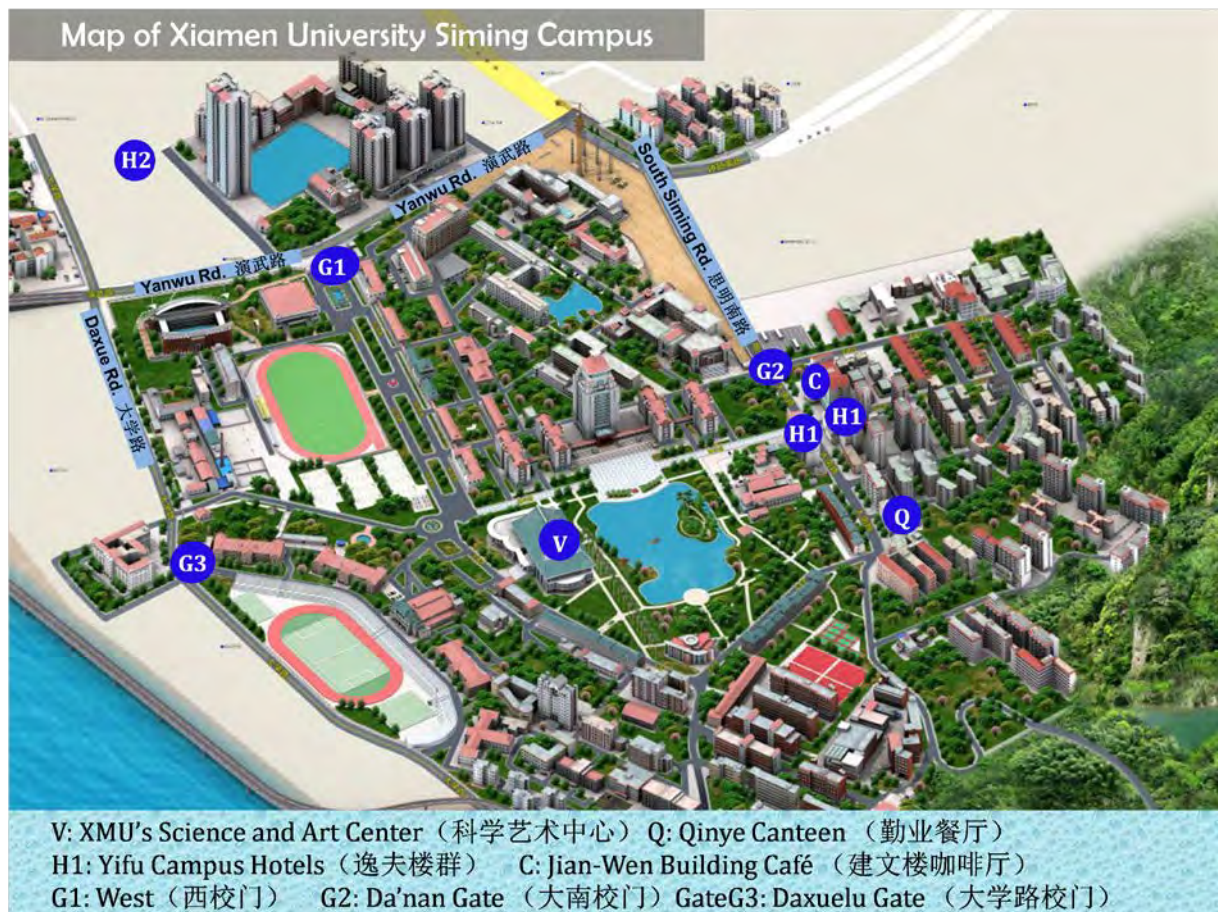 Map of Xiamen University Siming Campus
H2
Yanwu Rd. 演武路
South Siming Rd. 思明南路
Yanwu Rd. 演武路
G1
Daxue Rd. 大学路
G2
C
H1
H1
Q
V
G3
V: XMU's Science and Art Center（科学艺术中心）Q: Qinye Canteen （勤业餐厅）
H1: Yifu Campus Hotels（逸夫楼群） C: Jian-Wen Building Café （建文楼咖啡厅）
G1: West（西校门） G2: Da'nan Gate （大南校门）GateG3: Daxuelu Gate （大学路校门）